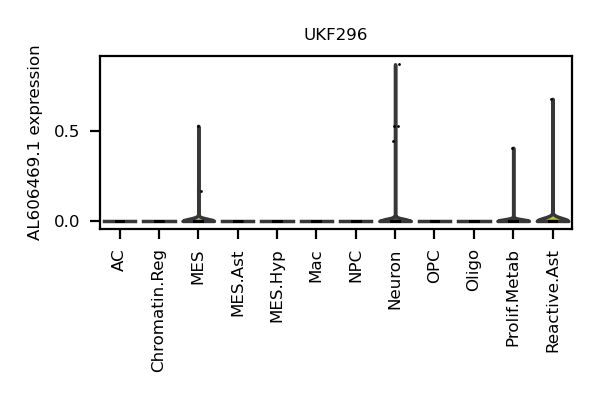 UKF296
AL606469.1 expression
0.5
0.0
AC
Chromatin.Reg
MES
MES.Ast
MES.Hyp
Mac
NPC
Neuron
OPC
Oligo
Prolif.Metab
Reactive.Ast